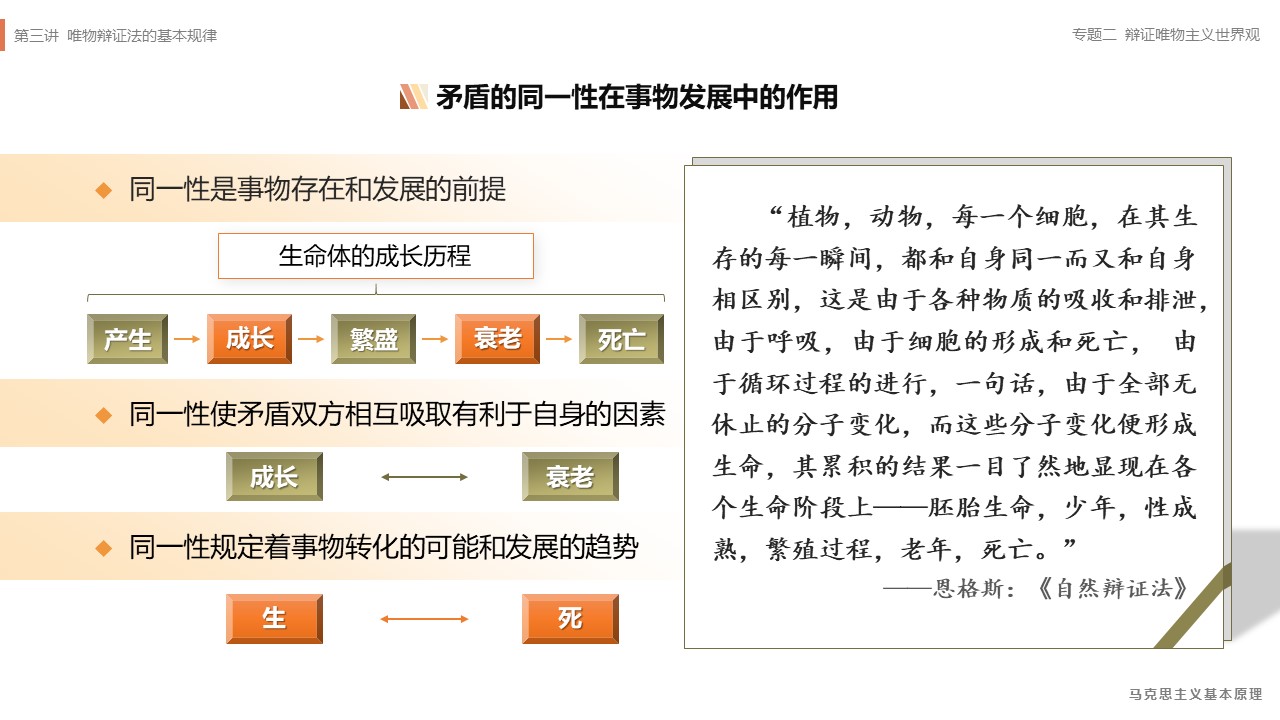 第三讲 唯物辩证法的基本规律
专题二 辩证唯物主义世界观
矛盾的同一性在事物发展中的作用
同一性是事物存在和发展的前提
生命体的成长历程
产生 成长 繁盛 衰老 死亡
同一性使矛盾双方相互吸取有利于自身的因素
成长 衰老
同一性规定着事物转化的可能和发展的趋势
生 死
“植物，动物，每一个细胞，在其生
存的每一瞬间，都和自身同一而又和自身
相区别，这是由于各种物质的吸收和排泄，
由于呼吸，由于细胞的形成和死亡， 由
于循环过程的进行，一句话，由于全部无
休止的分子变化，而这些分子变化便形成
生命，其累积的结果一目了然地显现在各
个生命阶段上——胚胎生命，少年，性成
熟，繁殖过程，老年，死亡。”
——恩格斯：《自然辩证法》
马克思主义基本原理